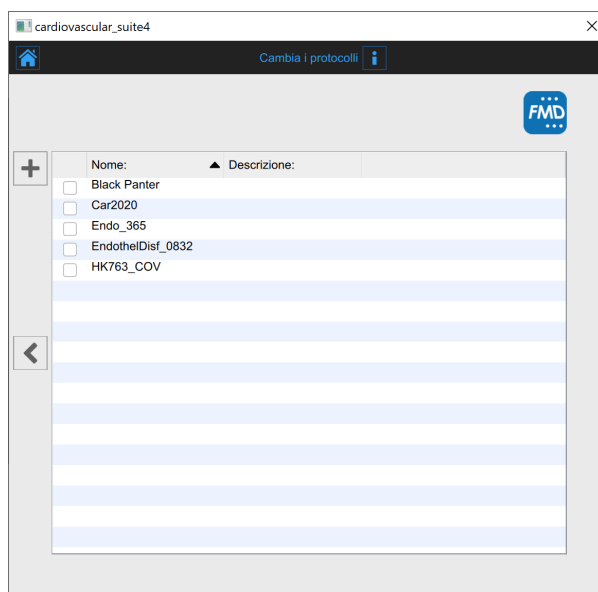 cardiovascular_suite4
Cambia i protocolli
FMD
Nome: Descrizione:
Black Panter
Car2020
Endo_365
EndothelDisf_0832
HK763_COV